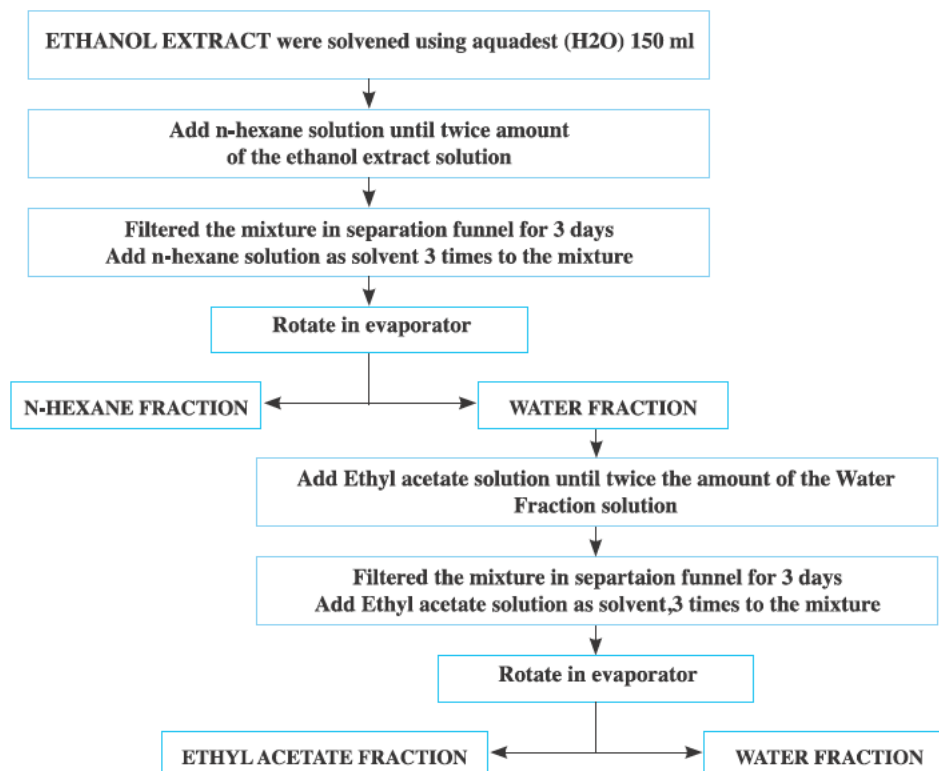 ETHANOL EXTRACT were solvened using aquadest (H2O) 150 ml
Add n-hexane solution until twice amount
of the ethanol extract solution
Filtered the mixture in separation funnel for 3 days
Add n-hexane solution as solvent 3 times to the mixture
Rotate in evaporator
N-HEXANE FRACTION
WATER FRACTION
Add Ethyl acetate solution until twice the amount of the Water
Fraction solution
Filtered the mixture in separtaion funnel for 3 days
Add Ethyl acetate solution as solvent,3 times to the mixture
Rotate in evaporator
ETHYL ACETATE FRACTION
WATER FRACTION